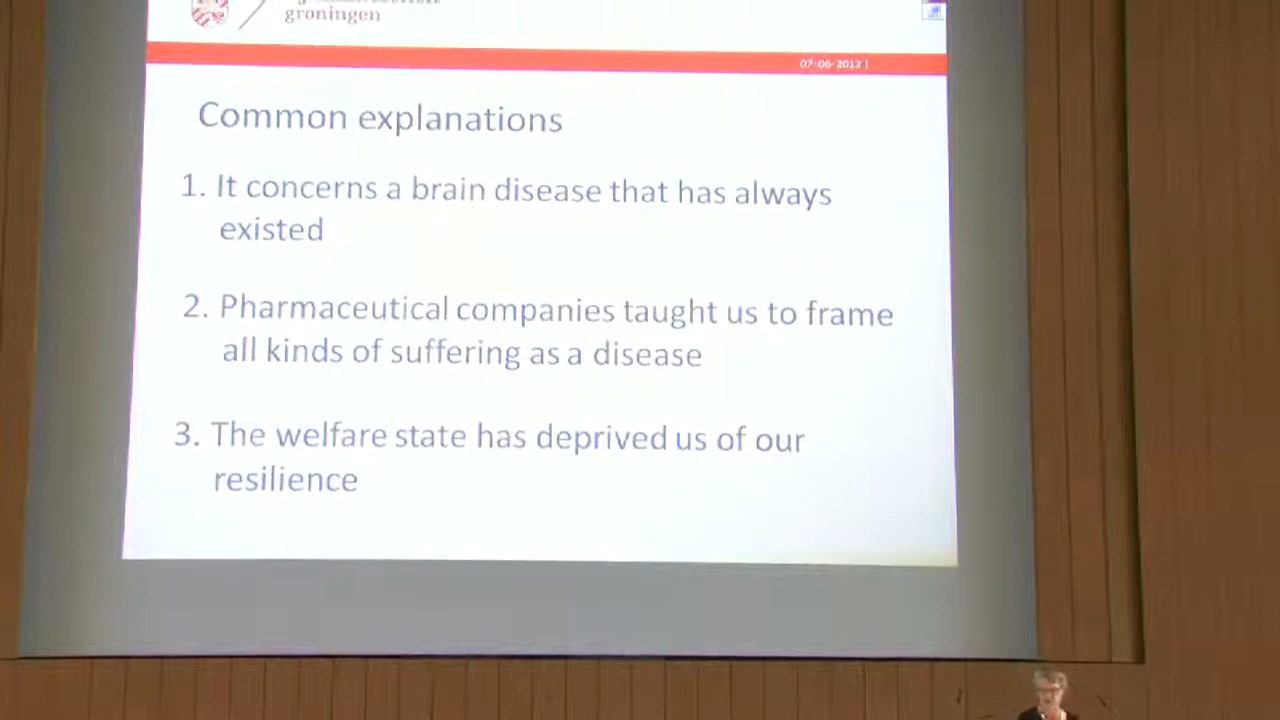 groningen
07-06-2012 |
Common explanations
1. It concerns a brain disease that has always
existed
2. Pharmaceutical companies taught us to frame
all kinds of suffering as a disease
3. The welfare state has deprived us of our
resilience